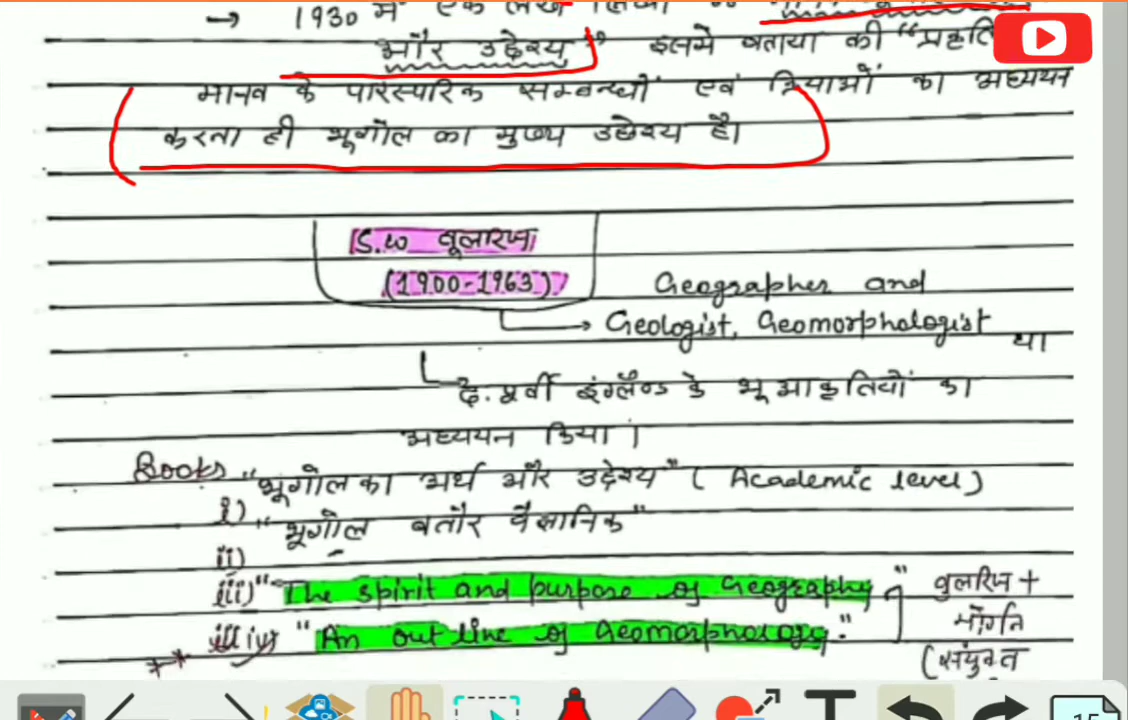 → 1930 में एक लेख लिखा
और उद्देश्य" इसमें बताया की "प्रकृति
मानव के पारस्परिक सम्बन्धों एवं क्रियाओं का अध्ययन
करना ही भूगोल का मुख्य उद्देश्य है।
S.W वूलरिज
(1900-1963)
Geographer and
→ Geologist, Geomorphologist था
द. पूर्वी इंग्लैण्ड के भू आकृतियों का
अध्ययन किया।
Books "भूगोल का अर्थ और उद्देश्य" ( Academic level)
i) "भूगोल बतौर वैज्ञानिक"
ii)
iii) "The spirit and purpose of Geography" वुलरिज +
iv) "An out line of Geomorphology." मॉर्गन
(संयुक्त
15